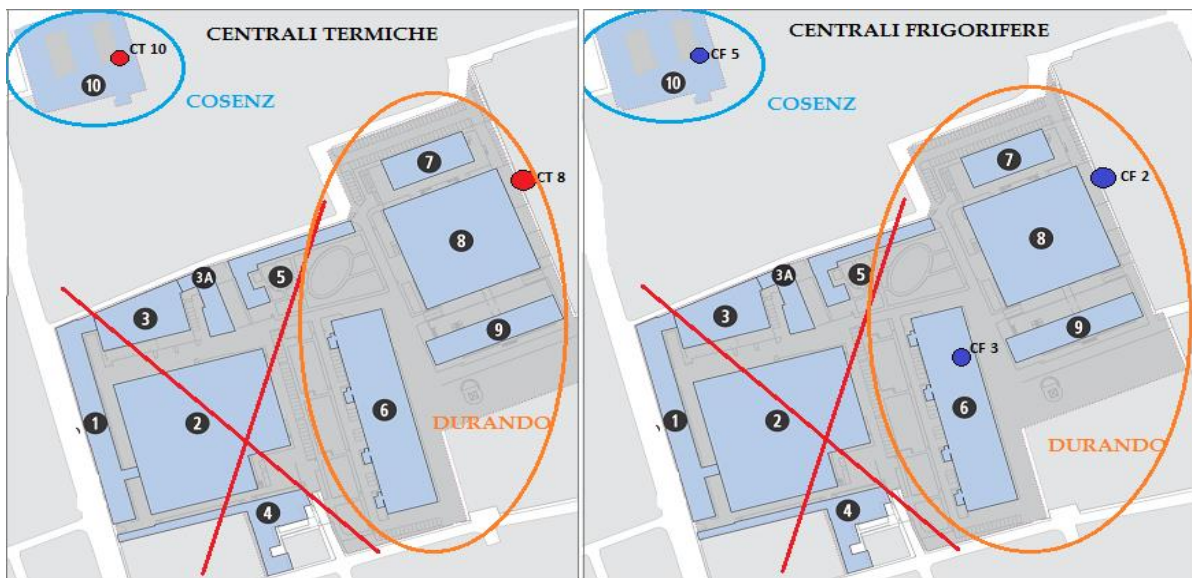 CENTRALI TERMICHE
CT 10
10
COSENZ
7
CT 8
8
3A
5
3
9
1
2
6
DURANDO
4
CENTRALI FRIGORIFERE
CF 5
10
COSENZ
7
CF 2
8
3A
5
3
9
CF 3
1
2
6
DURANDO
4